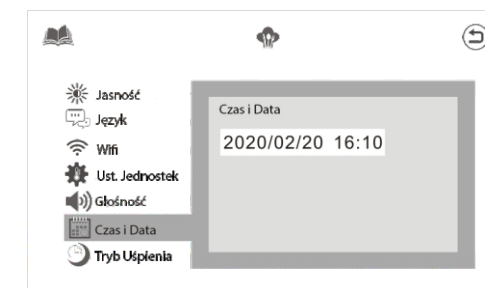 Jasność
Język
Wifi
Ust. Jednostek
Głośność
Czas i Data
Tryb Uśpienia
Czas i Data
2020/02/20 16:10